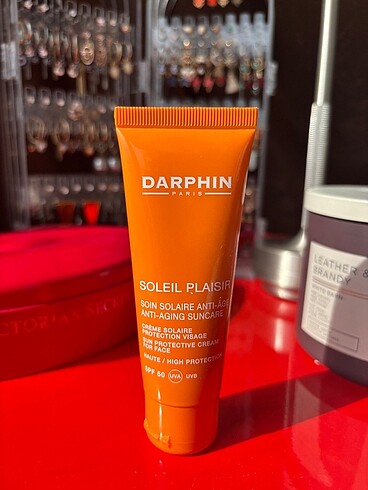 DARPHIN
PARIS
SOLEIL PLAISIR
SOIN SOLAIRE ANTI-ÂGE
ANTI-AGING SUNCARE
CRÈME SOLAIRE
PROTECTION VISAGE
SUN PROTECTIVE CREAM
FOR FACE
HAUTE / HIGH PROTECTION
SPF 50 UVA UVB
LEATHER &
BRANDY